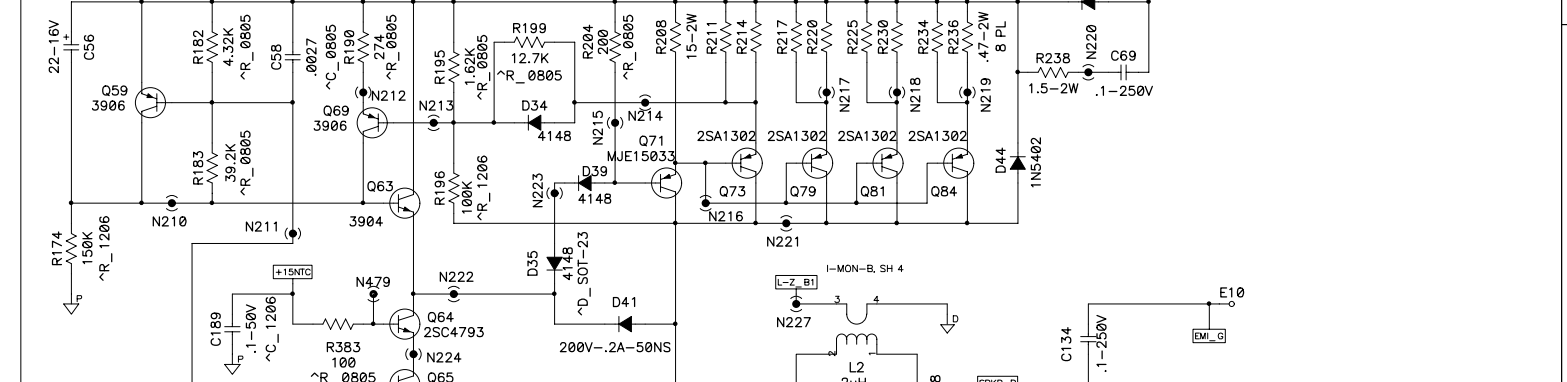 22-16V
+
C56
Q59
3906
R182
4.32K
^R_0805
R183
39.2K
^R_0805
C58
.0027
^C_0805
R190
274
^R_0805
N212
Q69
3906
N213
R195
1.62K
^R_0805
R199
12.7K
^R_0805
D34
4148
R204
200
^R_0805
N215
N214
R208
15-2W
R211
R214
R217
R220
R225
R230
R234
R236
.47-2W
8 PL
N217
N218
N219
N220
R238
1.5-2W
C69
.1-250V
Q71
MJE15033
2SA1302
2SA1302
2SA1302
2SA1302
Q73
Q79
Q81
Q84
D44
1N5402
N216
N221
D39
4148
N223
R196
100K
^R_1206
Q63
3904
N210
N211
R174
150K
^R_1206
P
+15NTC
N479
N222
D35
4148
^D_SOT-23
D41
200V-.2A-50NS
C189
.1-50V
^C_1206
P
R383
100
^R_0805
Q64
2SC4793
N224
Q65
I-MON-B, SH 4
L-Z_B1
N227
3
4
D
2
1
L2
2uH
E10
EMI_G
C134
.1-250V